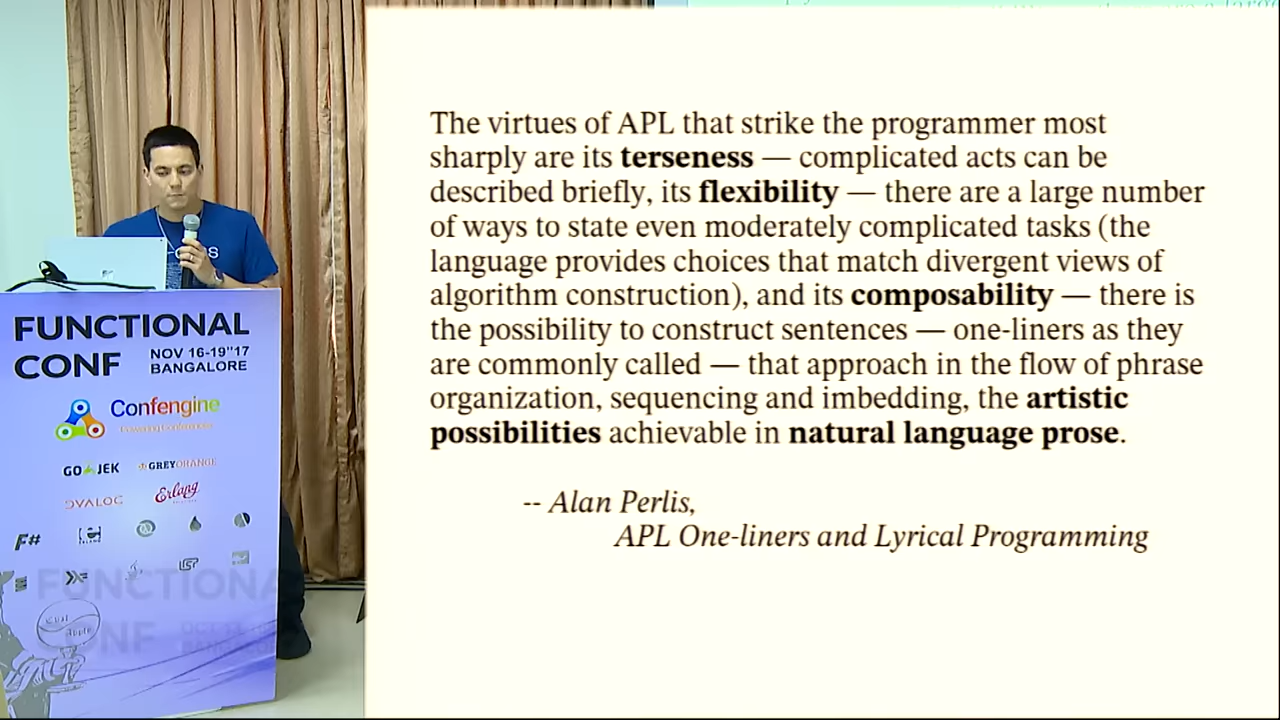 The virtues of APL that strike the programmer most
sharply are its terseness — complicated acts can be
described briefly, its flexibility — there are a large number
of ways to state even moderately complicated tasks (the
language provides choices that match divergent views of
algorithm construction), and its composability — there is
the possibility to construct sentences — one-liners as they
are commonly called — that approach in the flow of phrase
organization, sequencing and imbedding, the artistic
possibilities achievable in natural language prose.
-- Alan Perlis,
APL One-liners and Lyrical Programming
FUNCTIONAL
CONF NOV 16-19"17
BANGALORE
Confengine
GO JEK GREYORANGE
OVALOC Erlang
F#
FUNCTIONAL
CONF